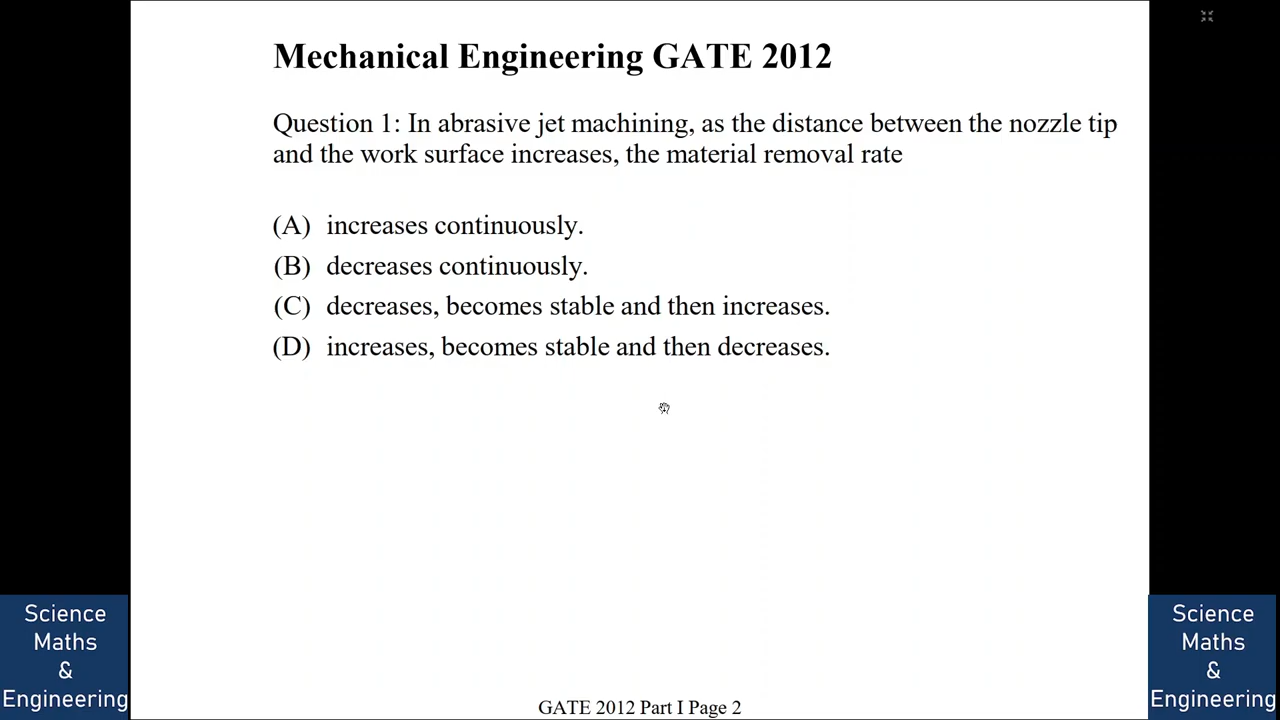 Mechanical Engineering GATE 2012
Question 1: In abrasive jet machining, as the distance between the nozzle tip
and the work surface increases, the material removal rate
(A) increases continuously.
(B) decreases continuously.
(C) decreases, becomes stable and then increases.
(D) increases, becomes stable and then decreases.
Science
Maths
&
Engineering
Science
Maths
&
Engineering
GATE 2012 Part I Page 2